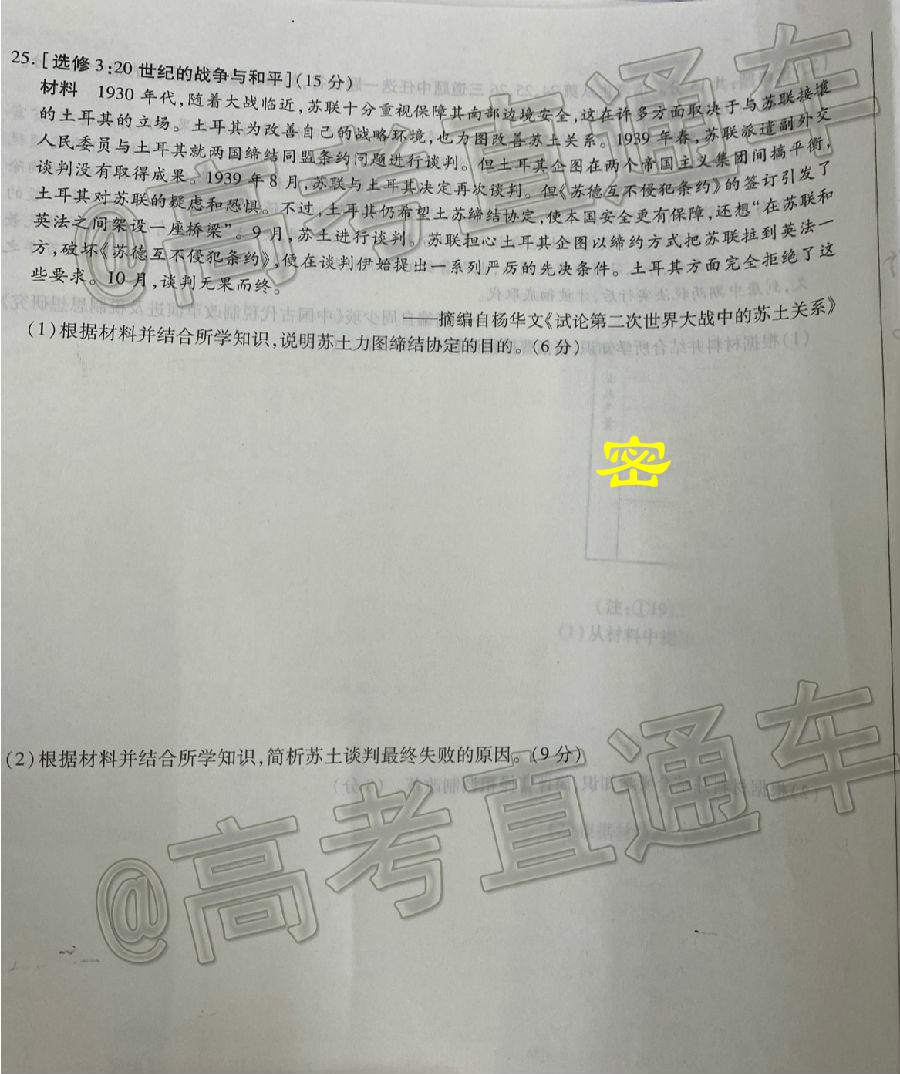 25.[选修3:20世纪的战争与和平](15分)
材料 1930年代,随着大战临近,苏联十分重视保障其南部边境安全,这在许多方面取决于与苏联接壤
的土耳其的立场。土耳其为改善自己的战略环境,也力图改善苏土关系。1939年春,苏联派遣副外交
人民委员与土耳其就两国缔结同盟条约问题进行谈判。但土耳其企图在两个帝国主义集团间搞平衡,
谈判没有取得成果。1939年8月,苏联与土耳其决定再次谈判。但《苏德互不侵犯条约》的签订引发了
土耳其对苏联的疑虑和恐惧。不过,土耳其仍希望土苏缔结协定,使本国安全更有保障,还想“在苏联和
英法之间架设一座桥梁”。9月,苏土进行谈判。苏联担心土耳其企图以缔约方式把苏联拉到英法一
方,破坏《苏德互不侵犯条约》,便在谈判伊始提出一系列严厉的先决条件。土耳其方面完全拒绝了这
些要求。10月,谈判无果而终。
——摘编自杨华文《试论第二次世界大战中的苏土关系》
(1)根据材料并结合所学知识,说明苏土力图缔结协定的目的。(6分)
密
(2)根据材料并结合所学知识,简析苏土谈判最终失败的原因。(9分)
@高考直通车
@高考直通车